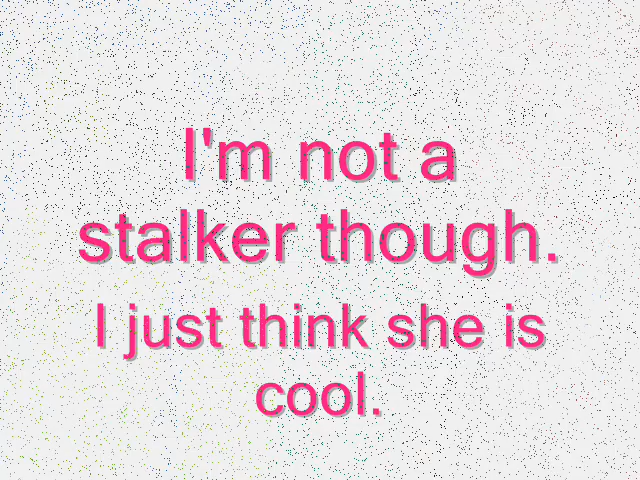 I'm not a
stalker though.
I just think she is
cool.